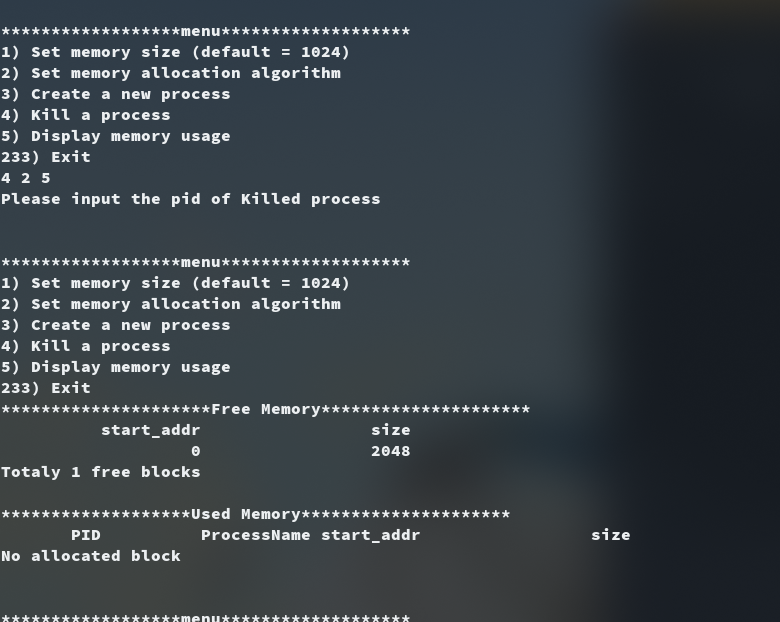 ******************menu*******************
1) Set memory size (default = 1024)
2) Set memory allocation algorithm
3) Create a new process
4) Kill a process
5) Display memory usage
233) Exit
4 2 5
Please input the pid of Killed process
******************menu*******************
1) Set memory size (default = 1024)
2) Set memory allocation algorithm
3) Create a new process
4) Kill a process
5) Display memory usage
233) Exit
*********************Free Memory*********************
          start_addr                 size
                   0                 2048
Totaly 1 free blocks
*******************Used Memory*********************
       PID          ProcessName start_addr                 size
No allocated block
******************menu*******************